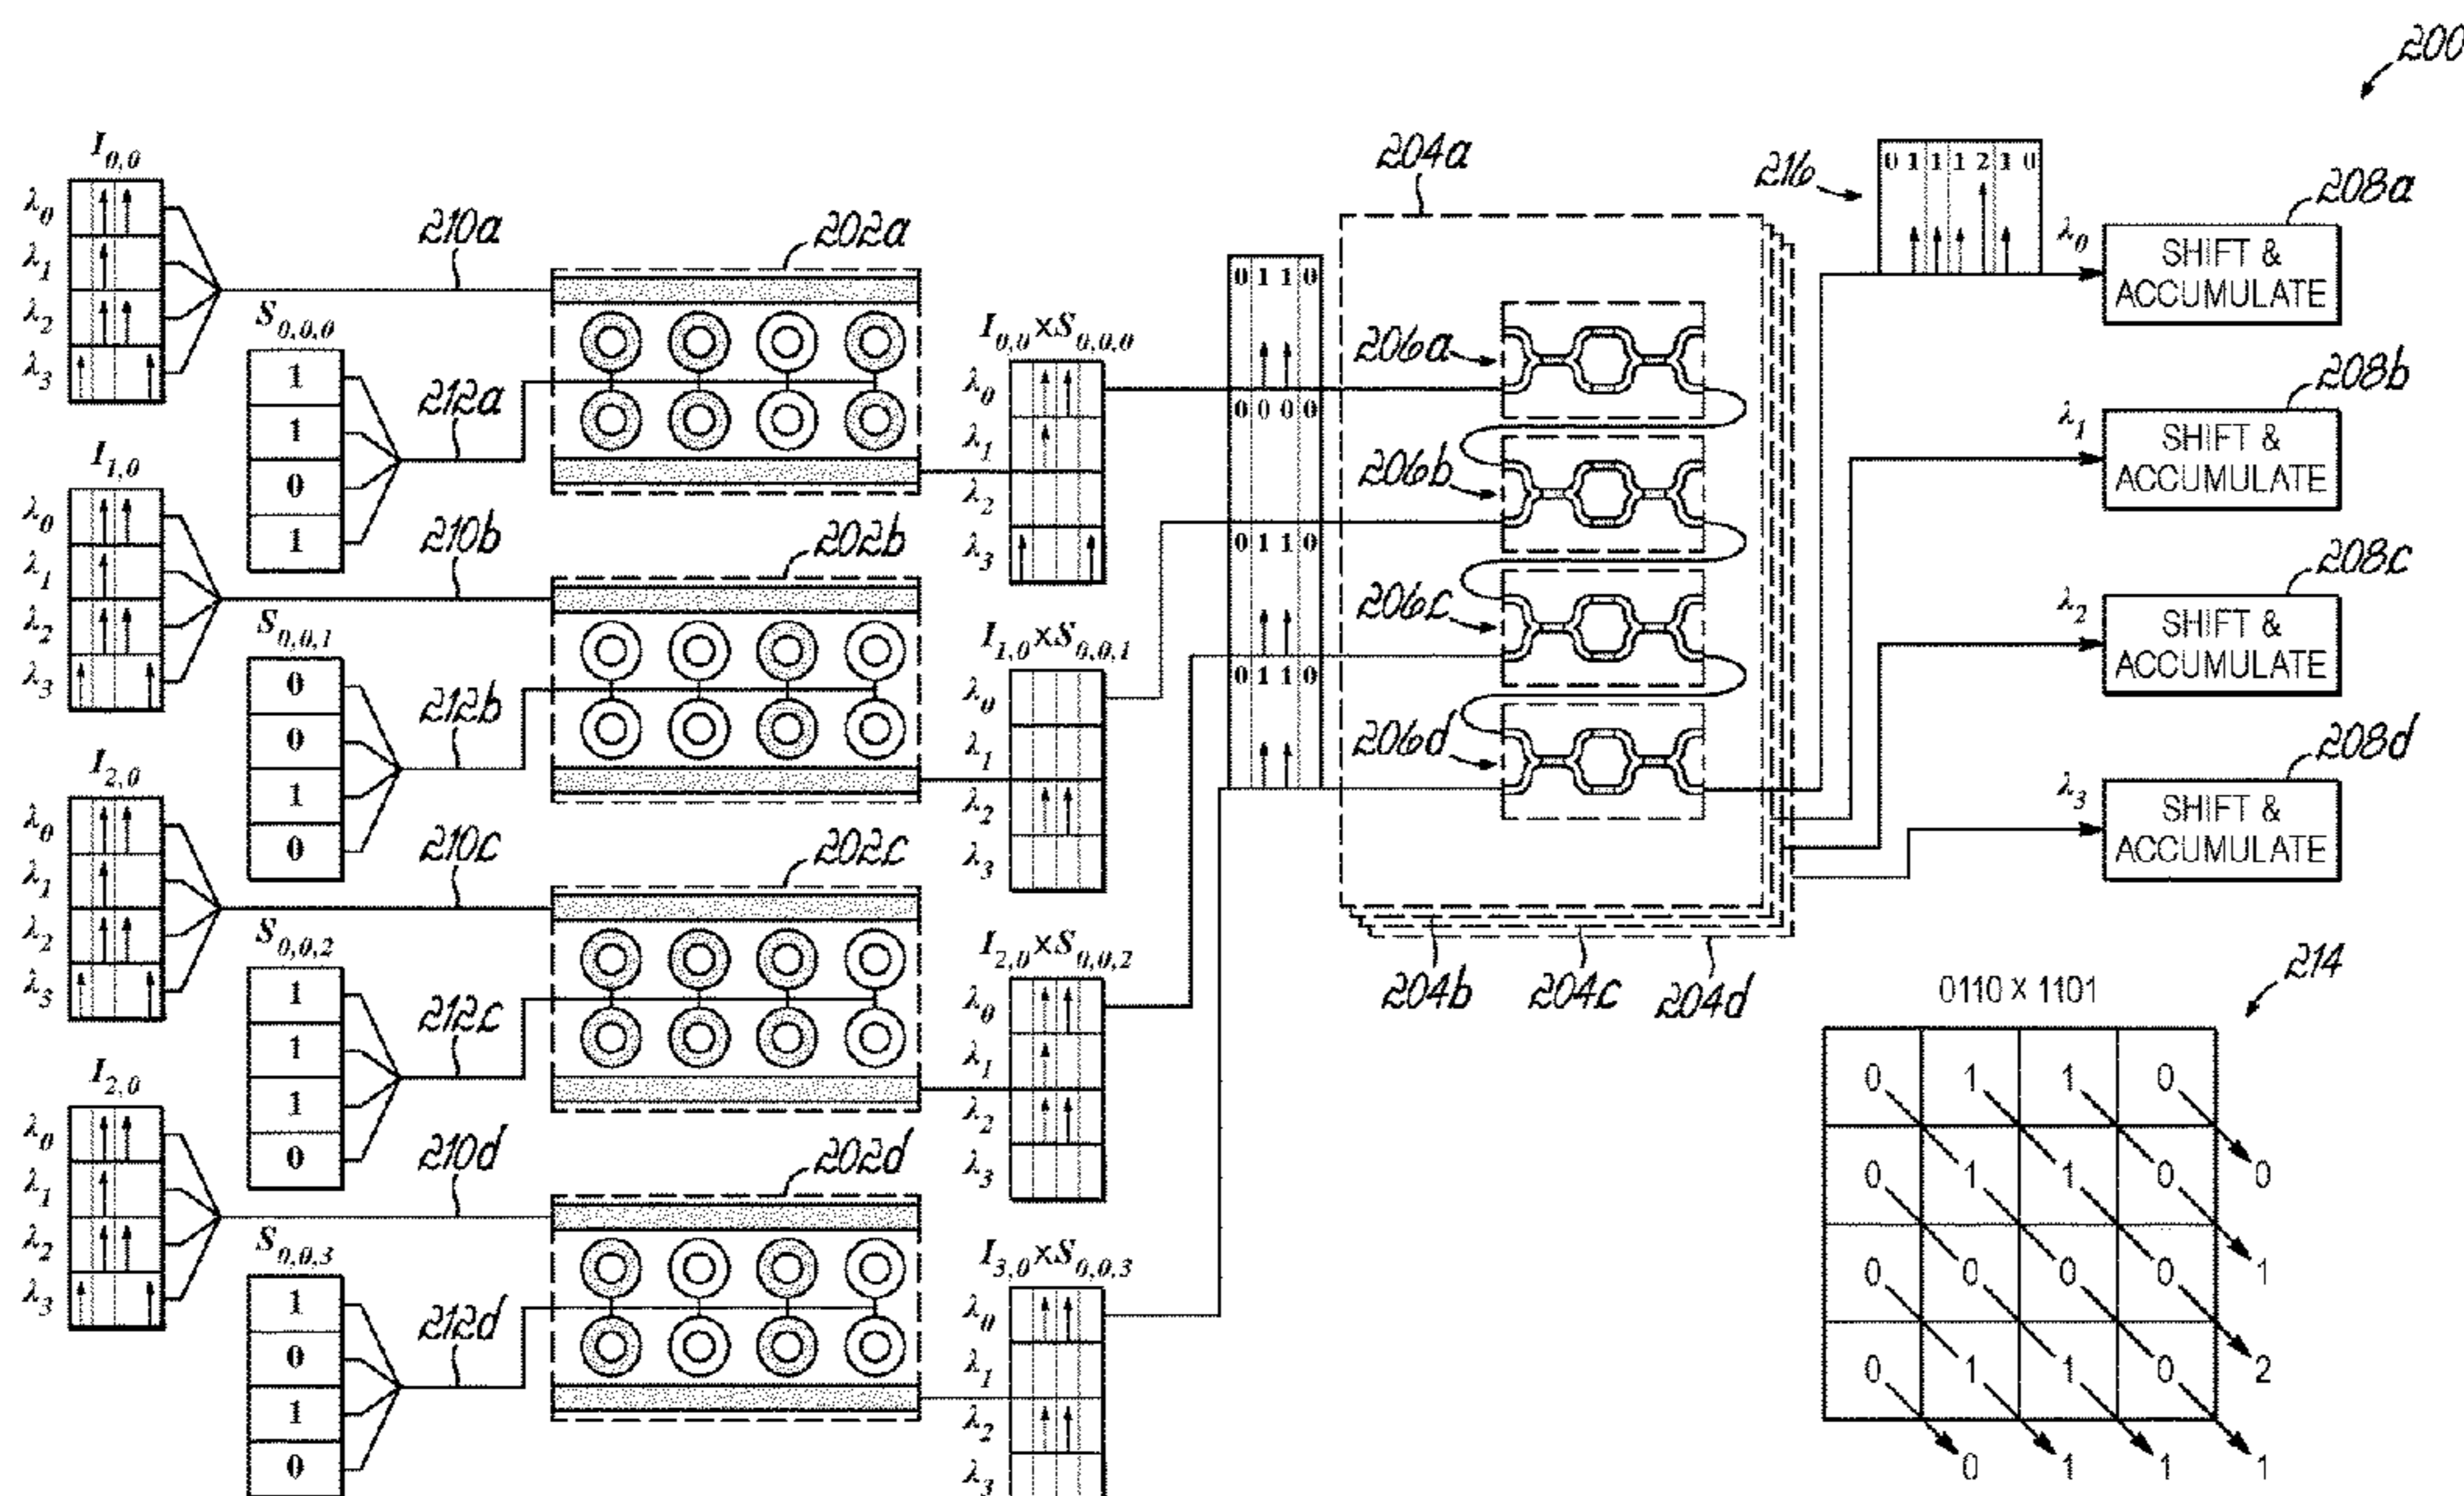 200
I0,0
λ0
λ1
λ2
λ3
210a
202a
S0,0,0
1
1
0
1
212a
I0,0×S0,0,0
λ0
λ1
λ2
λ3
I1,0
λ0
λ1
λ2
λ3
210b
202b
S0,0,1
0
0
1
0
212b
I1,0×S0,0,1
λ0
λ1
λ2
λ3
I2,0
λ0
λ1
λ2
λ3
210c
202c
S0,0,2
1
1
1
0
212c
I2,0×S0,0,2
λ0
λ1
λ2
λ3
I2,0
λ0
λ1
λ2
λ3
210d
202d
S0,0,3
1
0
1
0
212d
I3,0×S0,0,3
λ0
λ1
λ2
λ3
0 1 1 0
0 0 0 0
0 1 1 0
0 1 1 0
204a
206a
206b
206c
206d
204b
204c
204d
216
0 1 1 1 2 1 0
λ0
SHIFT &
ACCUMULATE
208a
λ1
SHIFT &
ACCUMULATE
208b
λ2
SHIFT &
ACCUMULATE
208c
λ3
SHIFT &
ACCUMULATE
208d
0110 X 1101
214
0 1 1 0
0 1 1 0 0
0 0 0 0 1
0 1 1 0 2
0 1 1 1